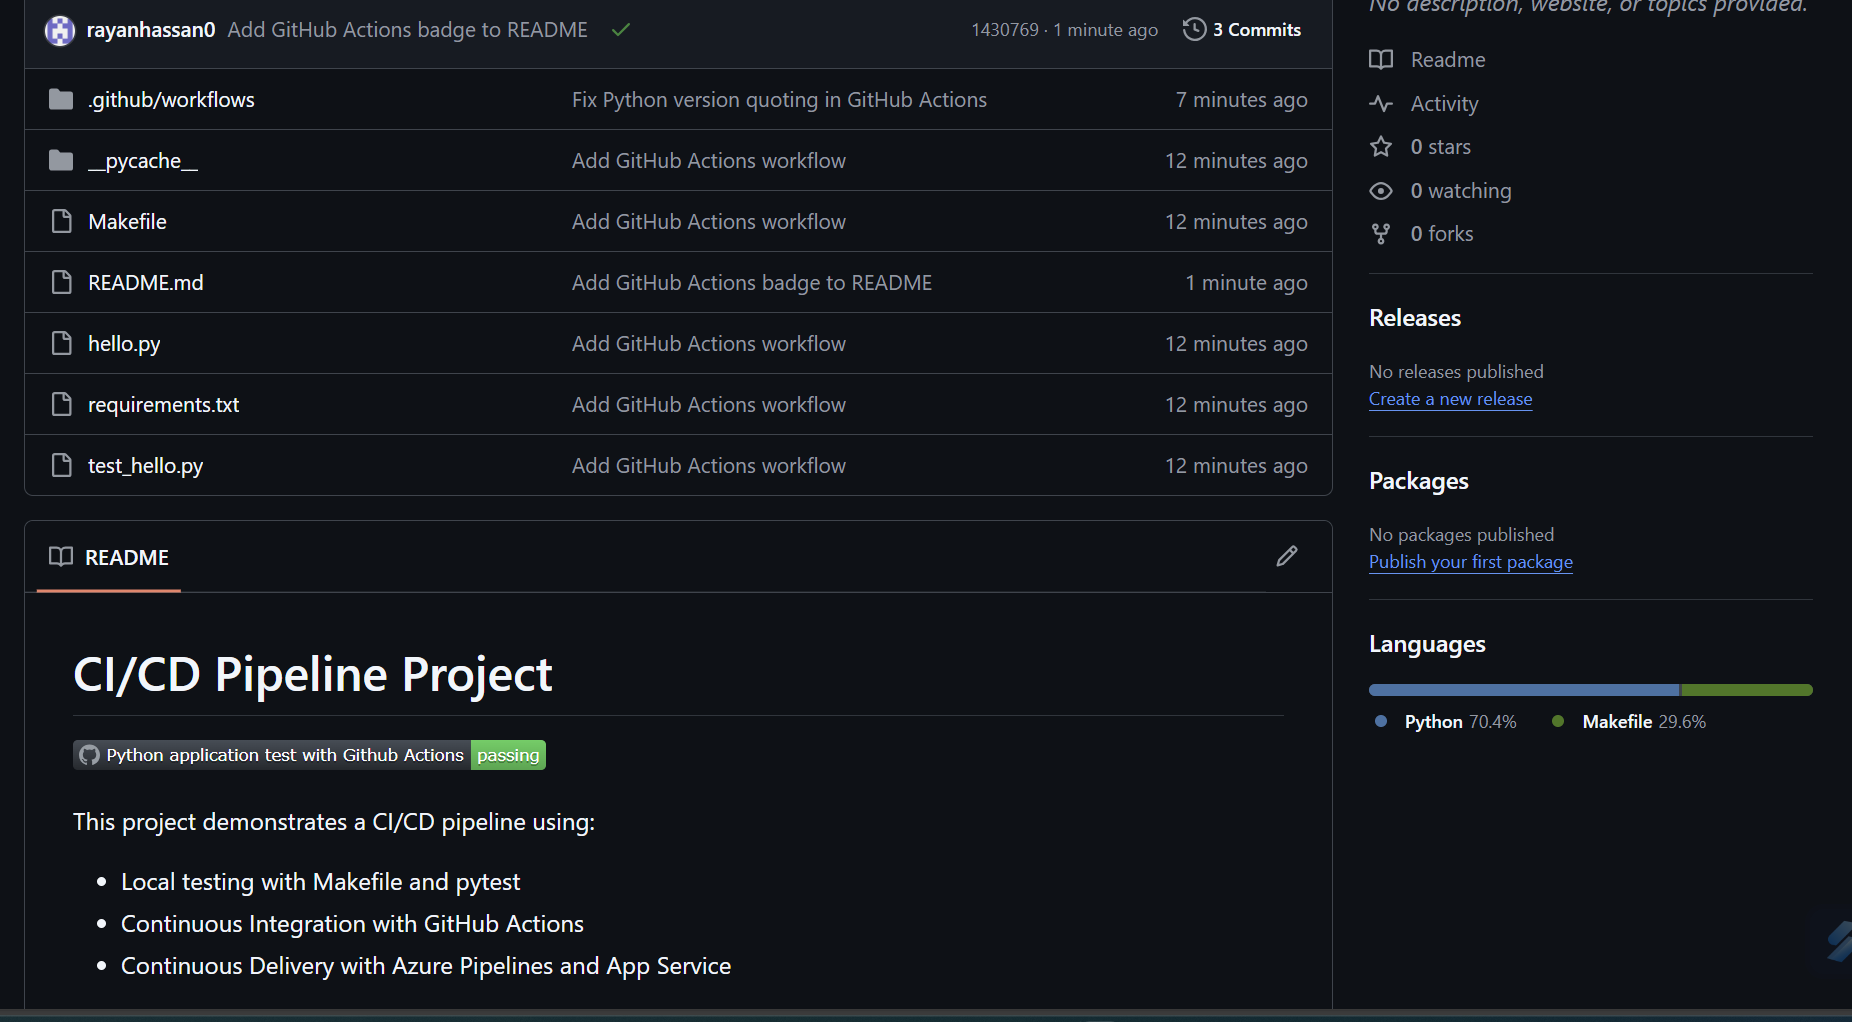 No description, website, or topics provided.
rayanhassan0 Add GitHub Actions badge to README 1430769 · 1 minute ago 3 Commits
.github/workflows Fix Python version quoting in GitHub Actions 7 minutes ago
__pycache__ Add GitHub Actions workflow 12 minutes ago
Makefile Add GitHub Actions workflow 12 minutes ago
README.md Add GitHub Actions badge to README 1 minute ago
hello.py Add GitHub Actions workflow 12 minutes ago
requirements.txt Add GitHub Actions workflow 12 minutes ago
test_hello.py Add GitHub Actions workflow 12 minutes ago
README
CI/CD Pipeline Project
Python application test with Github Actions passing
This project demonstrates a CI/CD pipeline using:
• Local testing with Makefile and pytest
• Continuous Integration with GitHub Actions
• Continuous Delivery with Azure Pipelines and App Service
Readme
Activity
0 stars
0 watching
0 forks
Releases
No releases published
Create a new release
Packages
No packages published
Publish your first package
Languages
Python 70.4% Makefile 29.6%